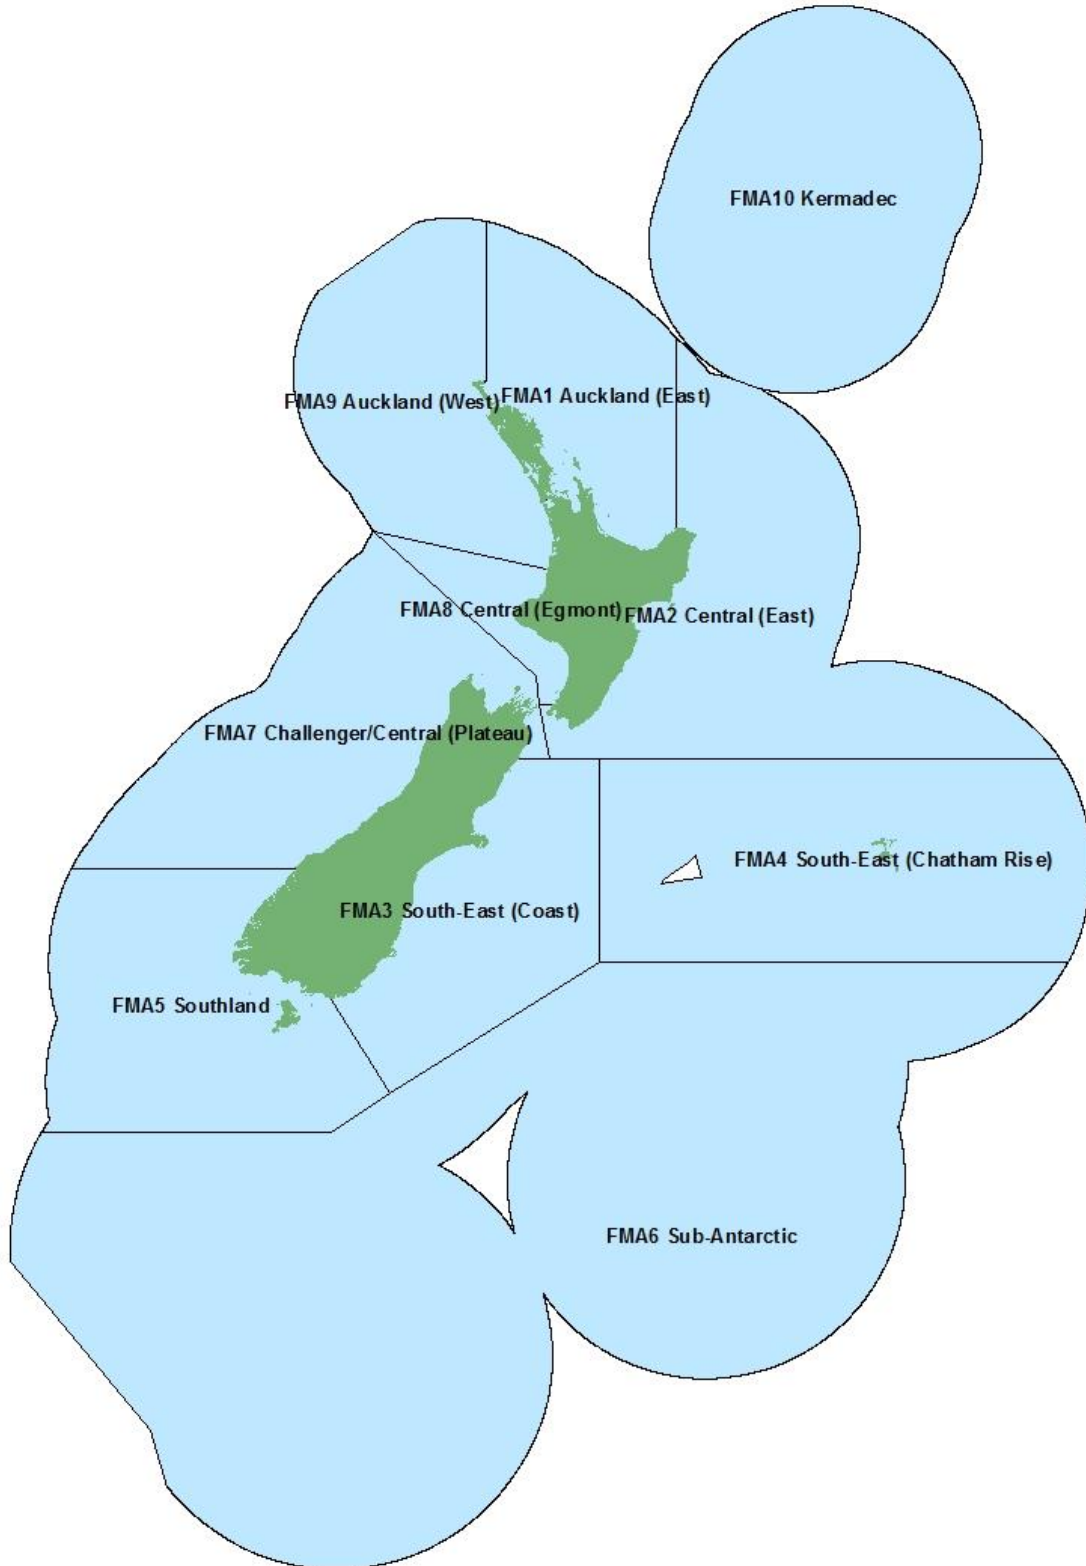 FMA10 Kermadec
FMA9 Auckland (West)
FMA1 Auckland (East)
FMA8 Central (Egmont)
FMA2 Central (East)
FMA7 Challenger/Central (Plateau)
FMA4 South-East (Chatham Rise)
FMA3 South-East (Coast)
FMA5 Southland
FMA6 Sub-Antarctic